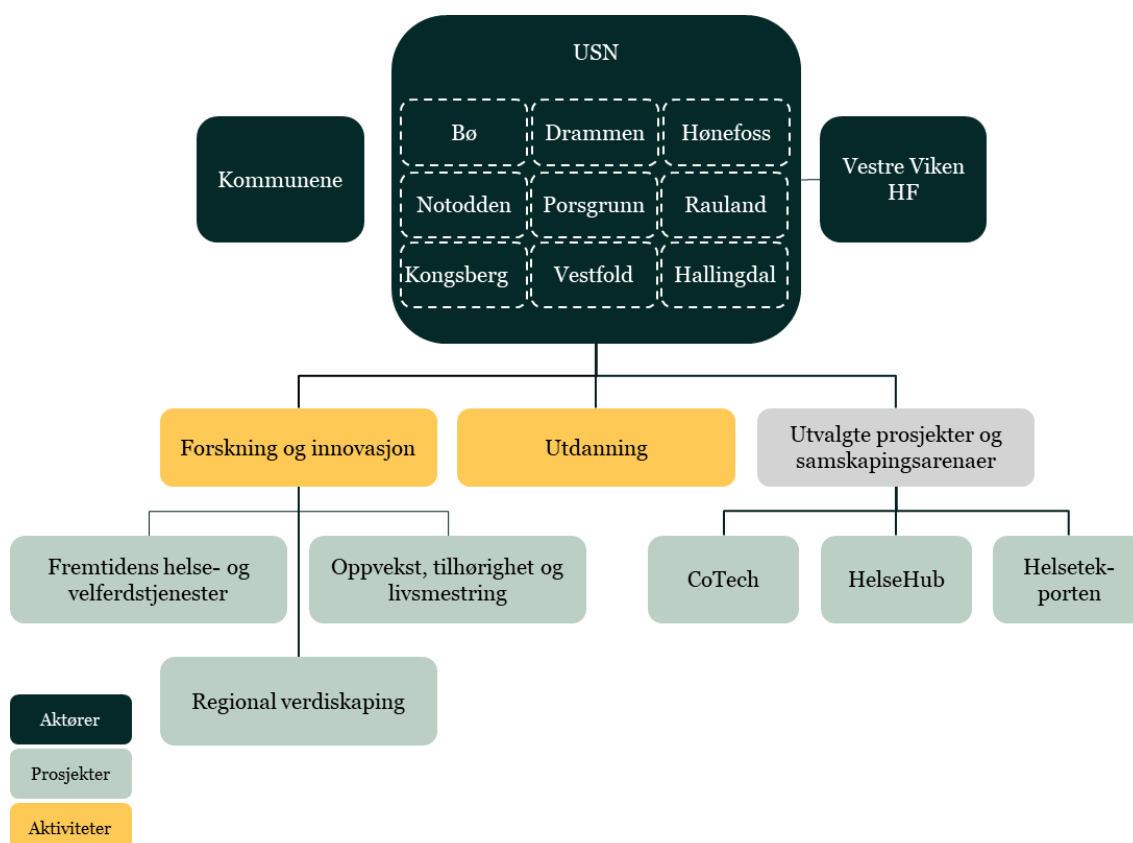 USN
Bø
Drammen
Hønefoss
Kommunene
Vestre Viken
HF
Notodden
Porsgrunn
Rauland
Kongsberg
Vestfold
Hallingdal
Forskning og innovasjon
Utdanning
Utvalgte prosjekter og
samskapingsarenaer
Fremtidens helse- og
velferdstjenester
Oppvekst, tilhørighet og
livsmestring
CoTech
HelseHub
Helsetek-
porten
Regional verdiskaping
Aktører
Prosjekter
Aktiviteter